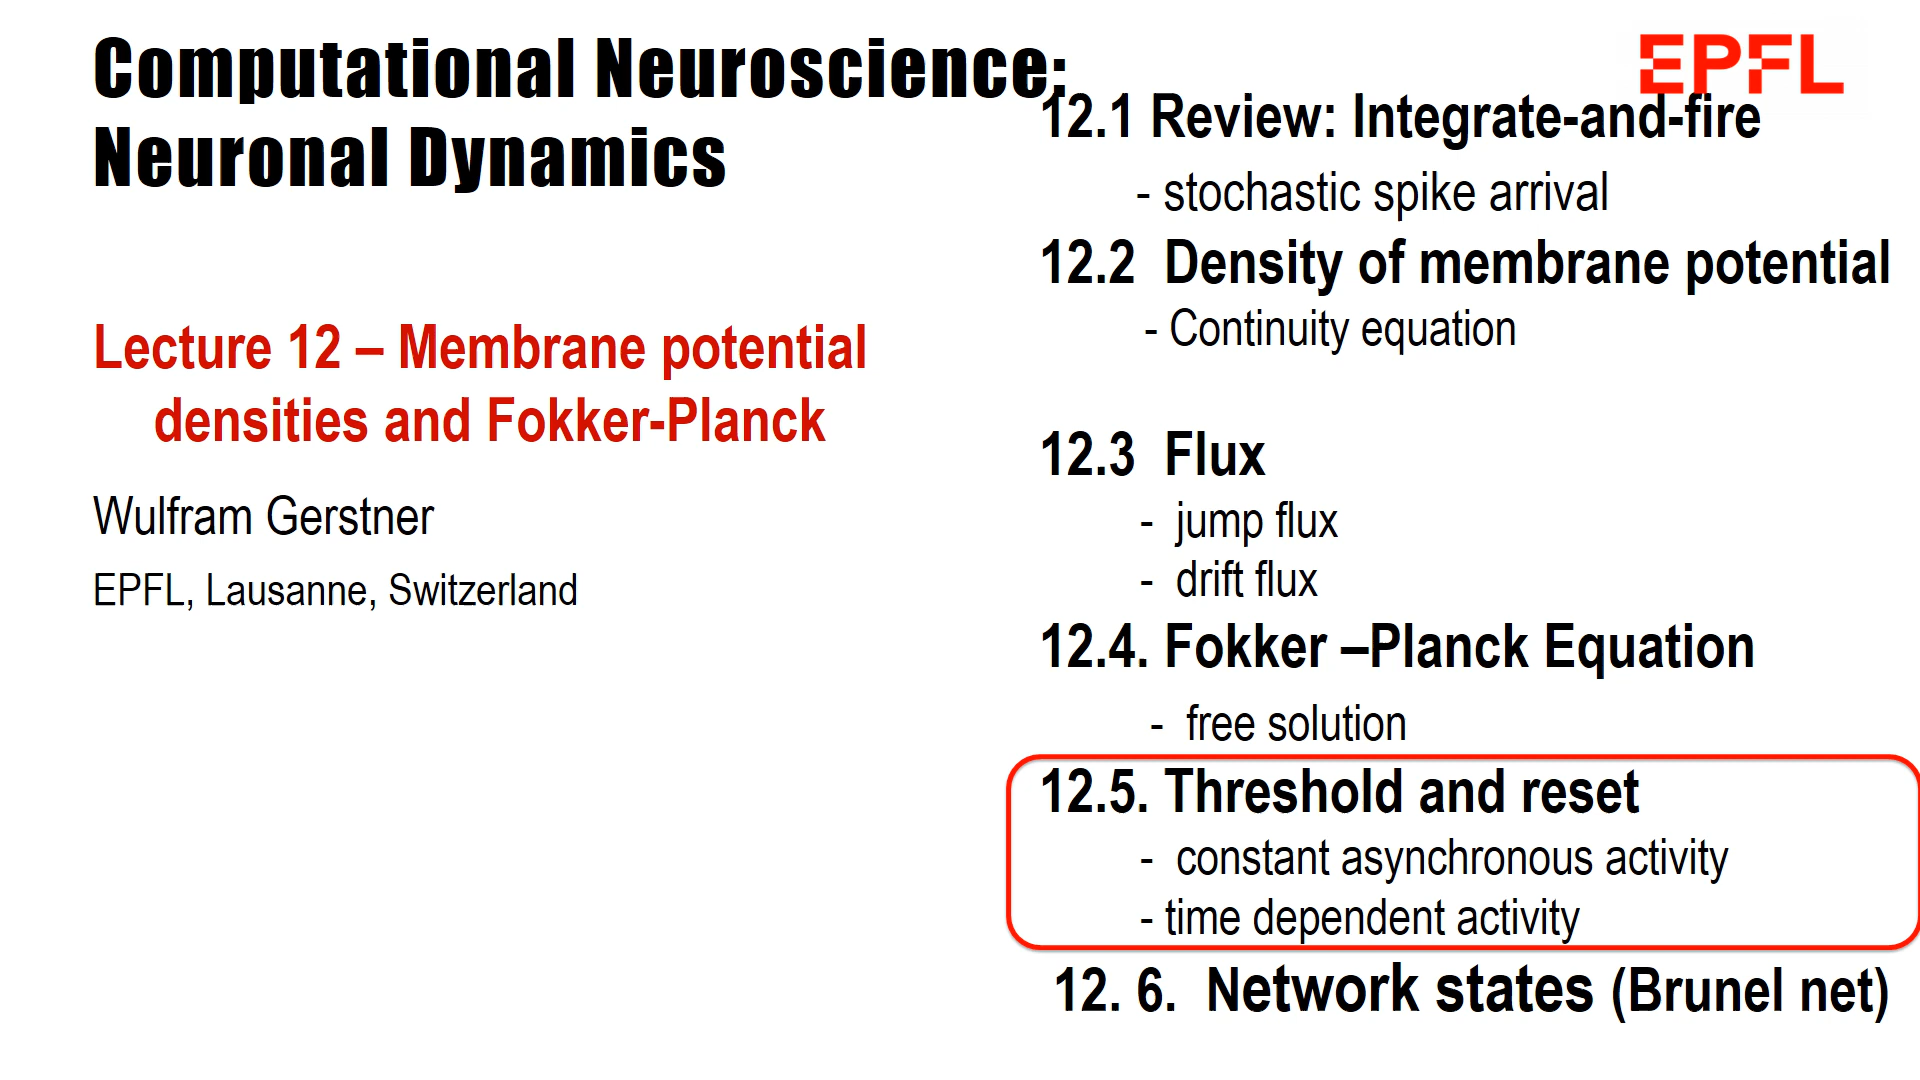 Computational Neuroscience:
Neuronal Dynamics
Lecture 12 – Membrane potential
densities and Fokker-Planck
Wulfram Gerstner
EPFL, Lausanne, Switzerland
EPFL
12.1 Review: Integrate-and-fire
- stochastic spike arrival
12.2 Density of membrane potential
- Continuity equation
12.3 Flux
- jump flux
- drift flux
12.4. Fokker –Planck Equation
- free solution
12.5. Threshold and reset
- constant asynchronous activity
- time dependent activity
12. 6. Network states (Brunel net)